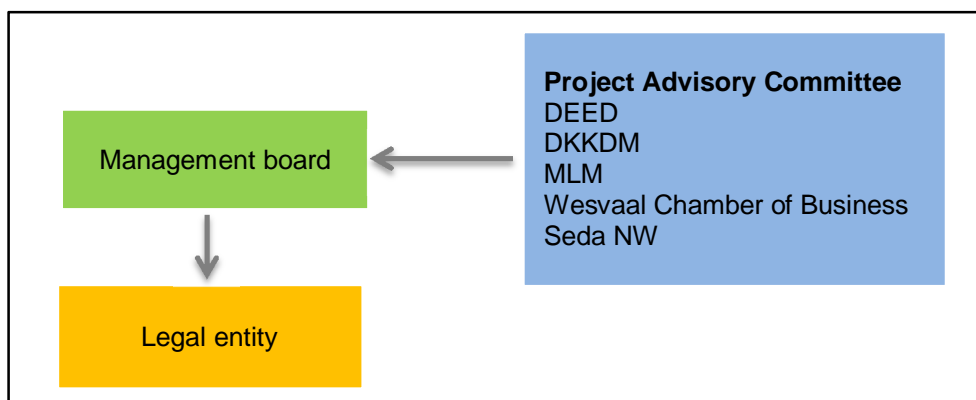 Project Advisory Committee
DEED
DKKDM
MLM
Wesvaal Chamber of Business
Seda NW
Management board
Legal entity